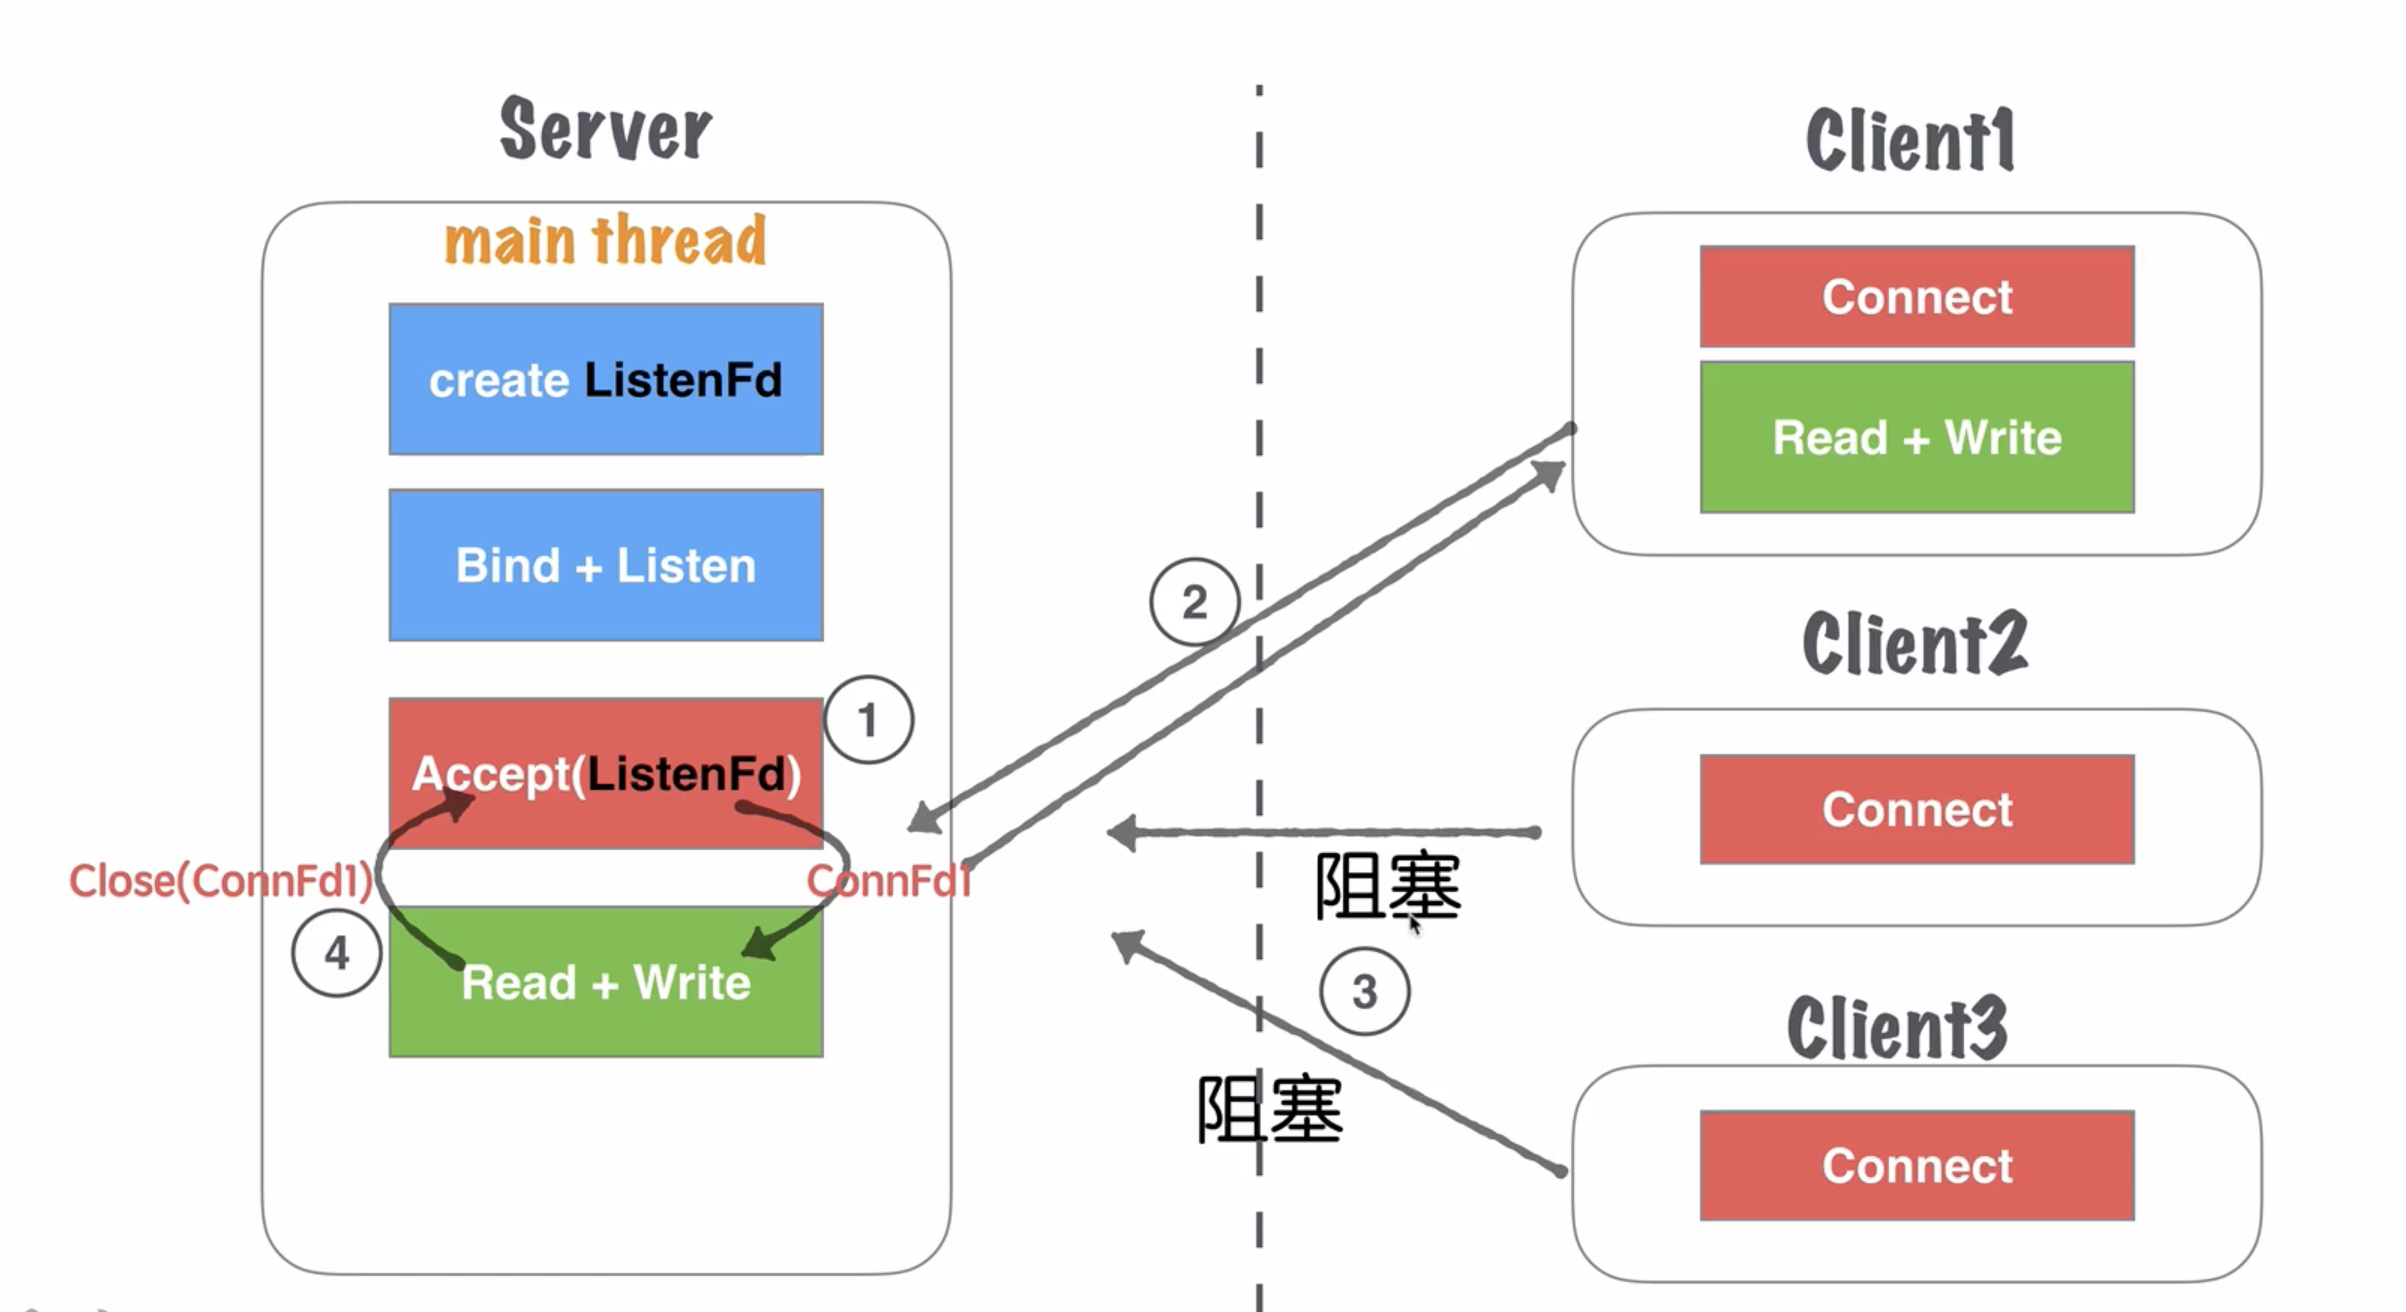 Server
main thread
create ListenFd
Bind + Listen
1
Accept(ListenFd)
Close(ConnFd1)
ConnFd1
4
Read + Write
2
阻塞
3
阻塞
Client1
Connect
Read + Write
Client2
Connect
Client3
Connect